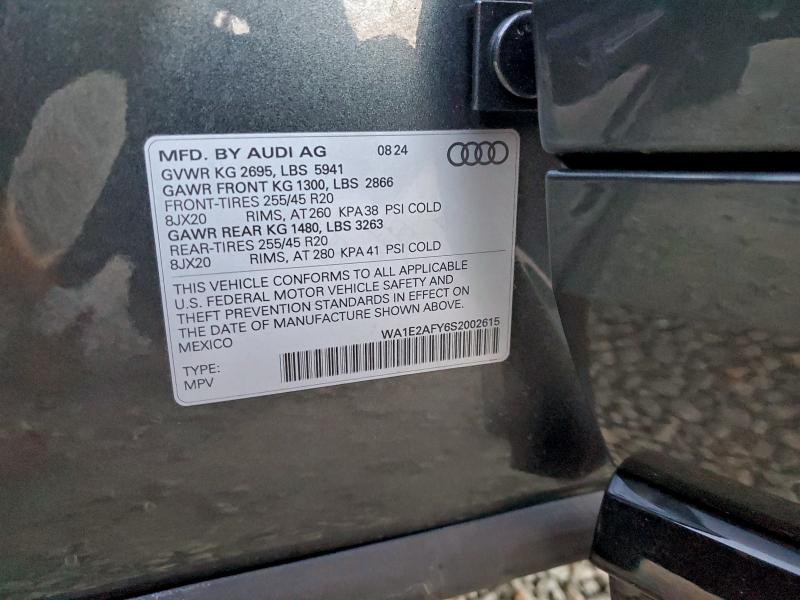 MFD. BY AUDI AG 08 24
GVWR KG 2695, LBS 5941
GAWR FRONT KG 1300, LBS 2866
FRONT-TIRES 255/45 R20
8JX20 RIMS, AT 260 KPA 38 PSI COLD
GAWR REAR KG 1480, LBS 3263
REAR-TIRES 255/45 R20
8JX20 RIMS, AT 280 KPA 41 PSI COLD
THIS VEHICLE CONFORMS TO ALL APPLICABLE
U.S. FEDERAL MOTOR VEHICLE SAFETY AND
THEFT PREVENTION STANDARDS IN EFFECT ON
THE DATE OF MANUFACTURE SHOWN ABOVE.
MEXICO WA1E2AFY6S2002615
TYPE:
MPV